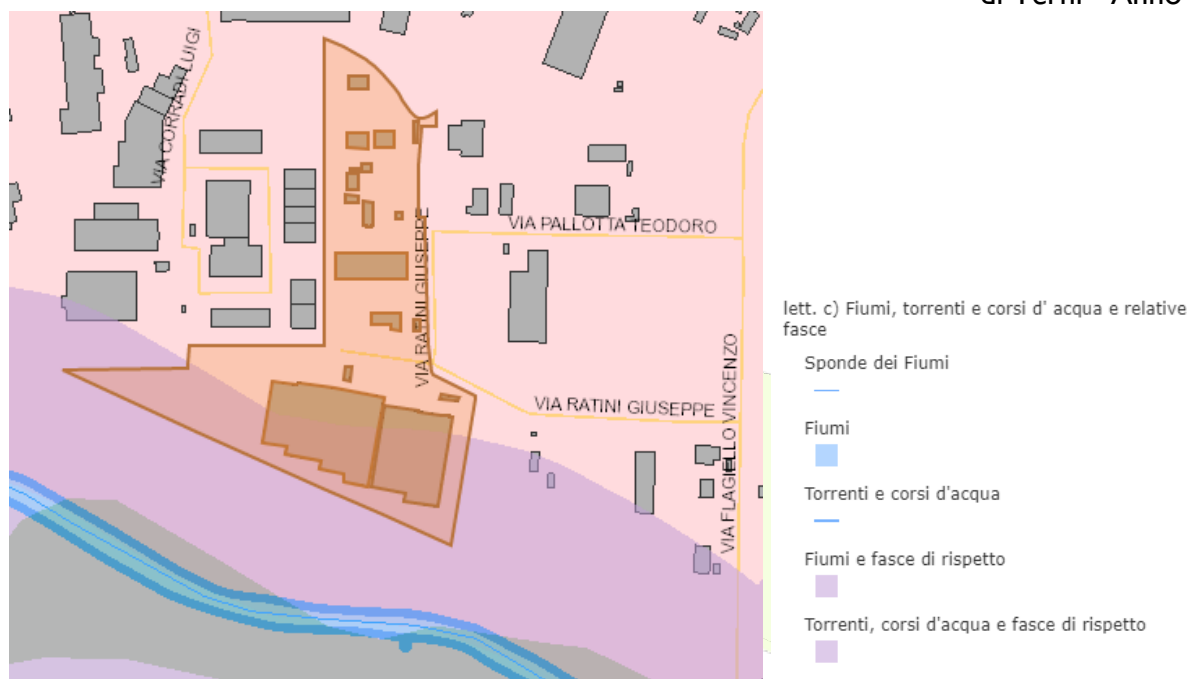 di Terni - Anno
VIA CORRADI LUIGI
VIA PALLOTTA TEODORO
VIA RATINI GIUSEPPE
VIA RATINI GIUSEPPE
VIA FLAGIELLO VINCENZO
lett. c) Fiumi, torrenti e corsi d' acqua e relative
fasce
Sponde dei Fiumi
Fiumi
Torrenti e corsi d'acqua
Fiumi e fasce di rispetto
Torrenti, corsi d'acqua e fasce di rispetto